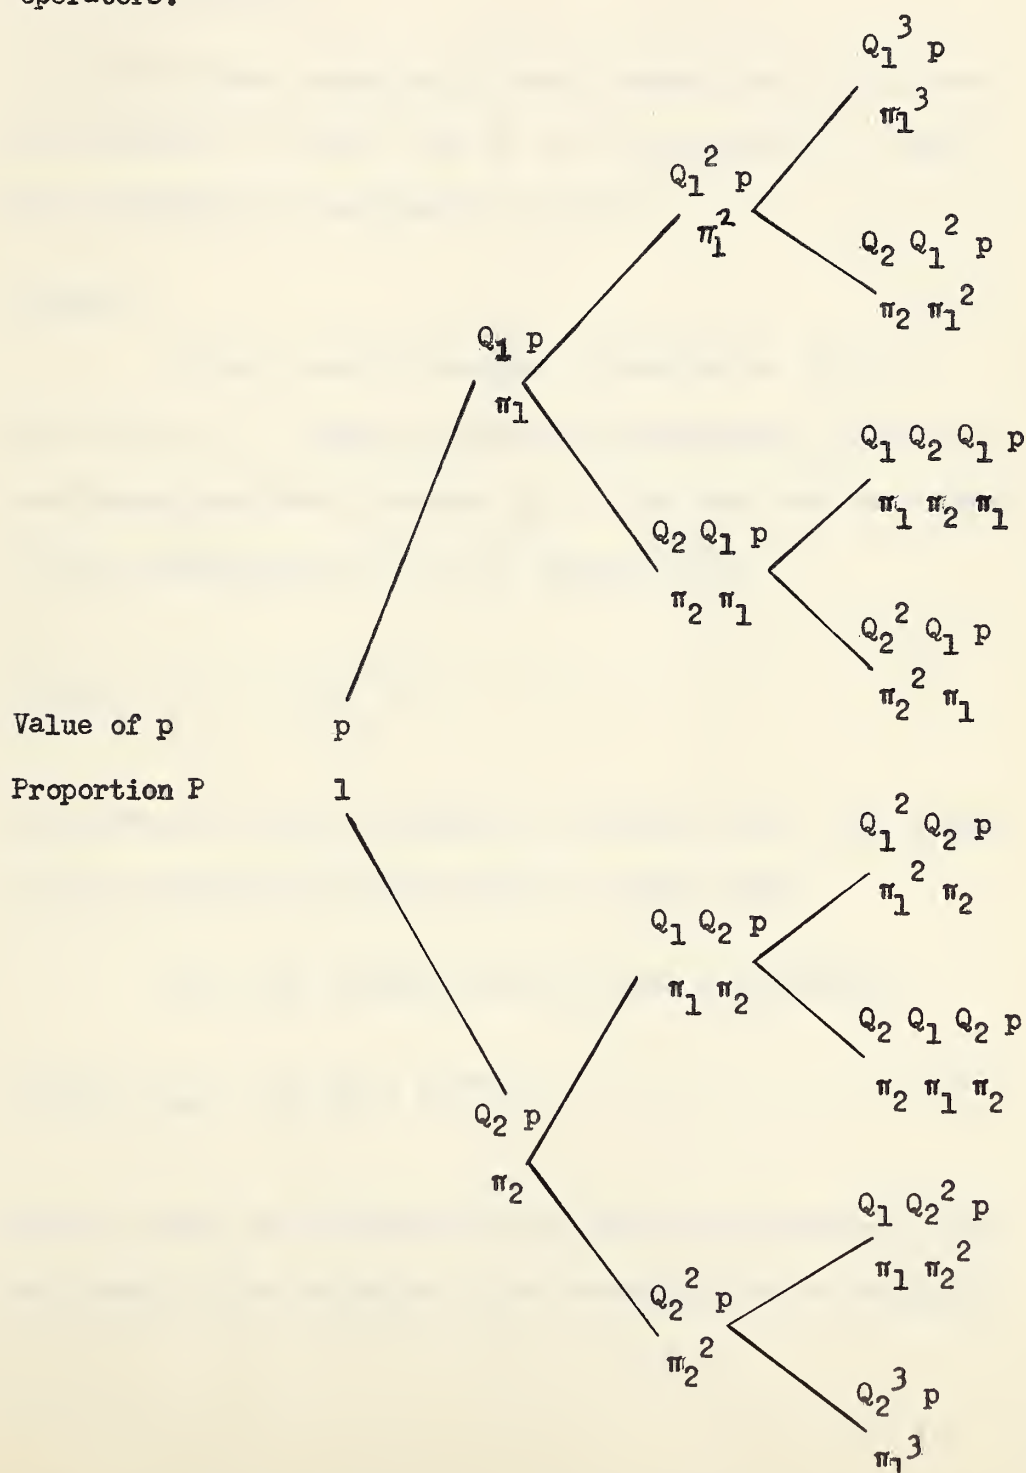 operators.
Q₁³ p
π₁³
Q₁² p
π₁²
Q₂ Q₁² p
π₂ π₁²
Q₁ p
π₁
Q₁ Q₂ Q₁ p
π₁ π₂ π₁
Q₂ Q₁ p
π₂ π₁
Q₂² Q₁ p
π₂² π₁
Value of p p
Proportion P 1
Q₁² Q₂ p
π₁² π₂
Q₁ Q₂ p
π₁ π₂
Q₂ Q₁ Q₂ p
π₂ π₁ π₂
Q₂ p
π₂
Q₁ Q₂² p
π₁ π₂²
Q₂² p
π₂²
Q₂³ p
π₁³